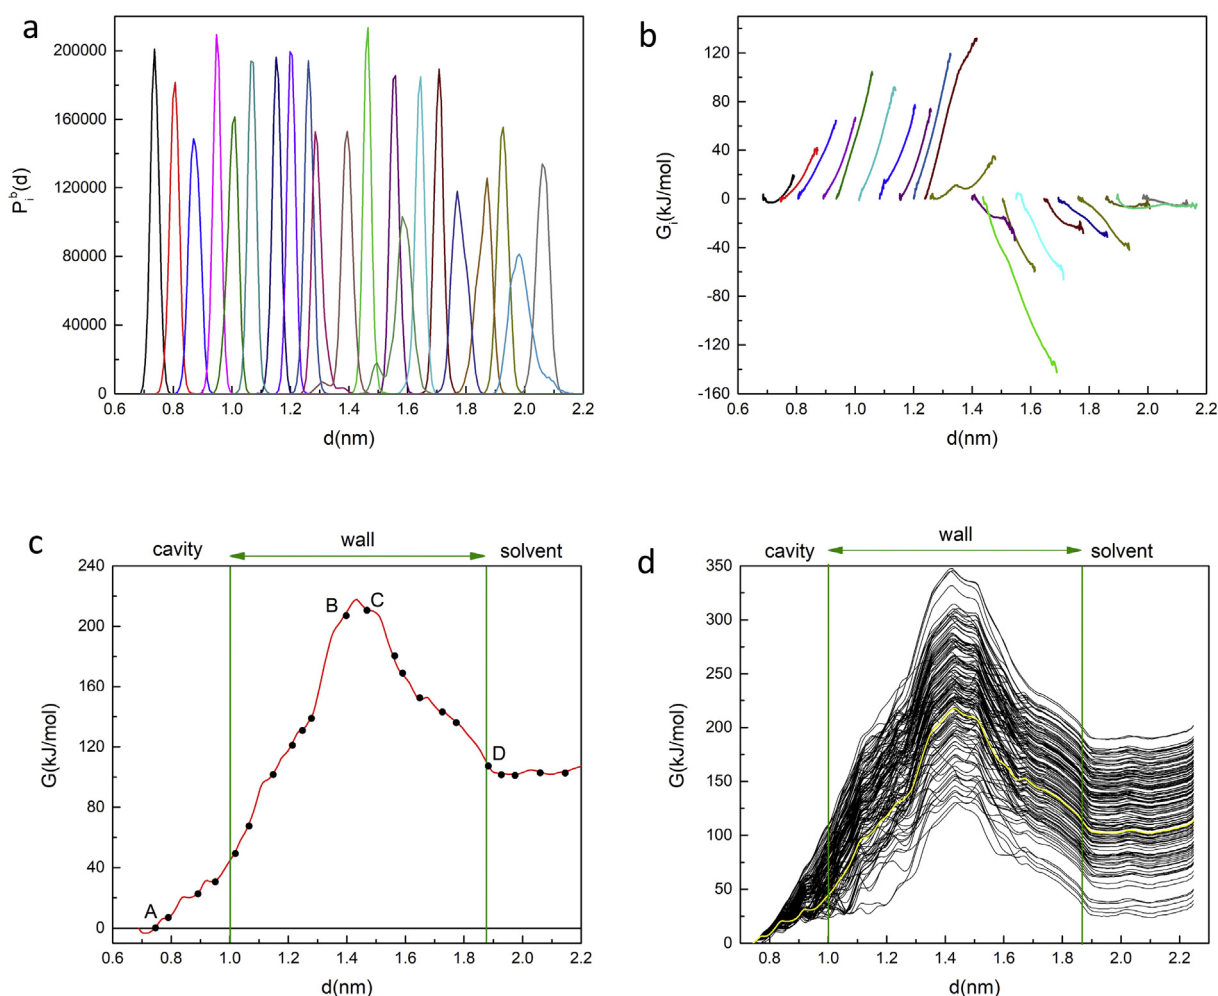 a
200000
160000
120000
80000
40000
0
P_i^b(d)
0.6 0.8 1.0 1.2 1.4 1.6 1.8 2.0 2.2
d(nm)
b
120
80
40
0
-40
-80
-120
-160
G_i(kJ/mol)
0.6 0.8 1.0 1.2 1.4 1.6 1.8 2.0 2.2
d(nm)
c
cavity wall solvent
240
200
160
120
80
40
0
G(kJ/mol)
A
B
C
D
0.6 0.8 1.0 1.2 1.4 1.6 1.8 2.0 2.2
d(nm)
d
cavity wall solvent
350
300
250
200
150
100
50
0
G(kJ/mol)
0.8 1.0 1.2 1.4 1.6 1.8 2.0 2.2
d(nm)